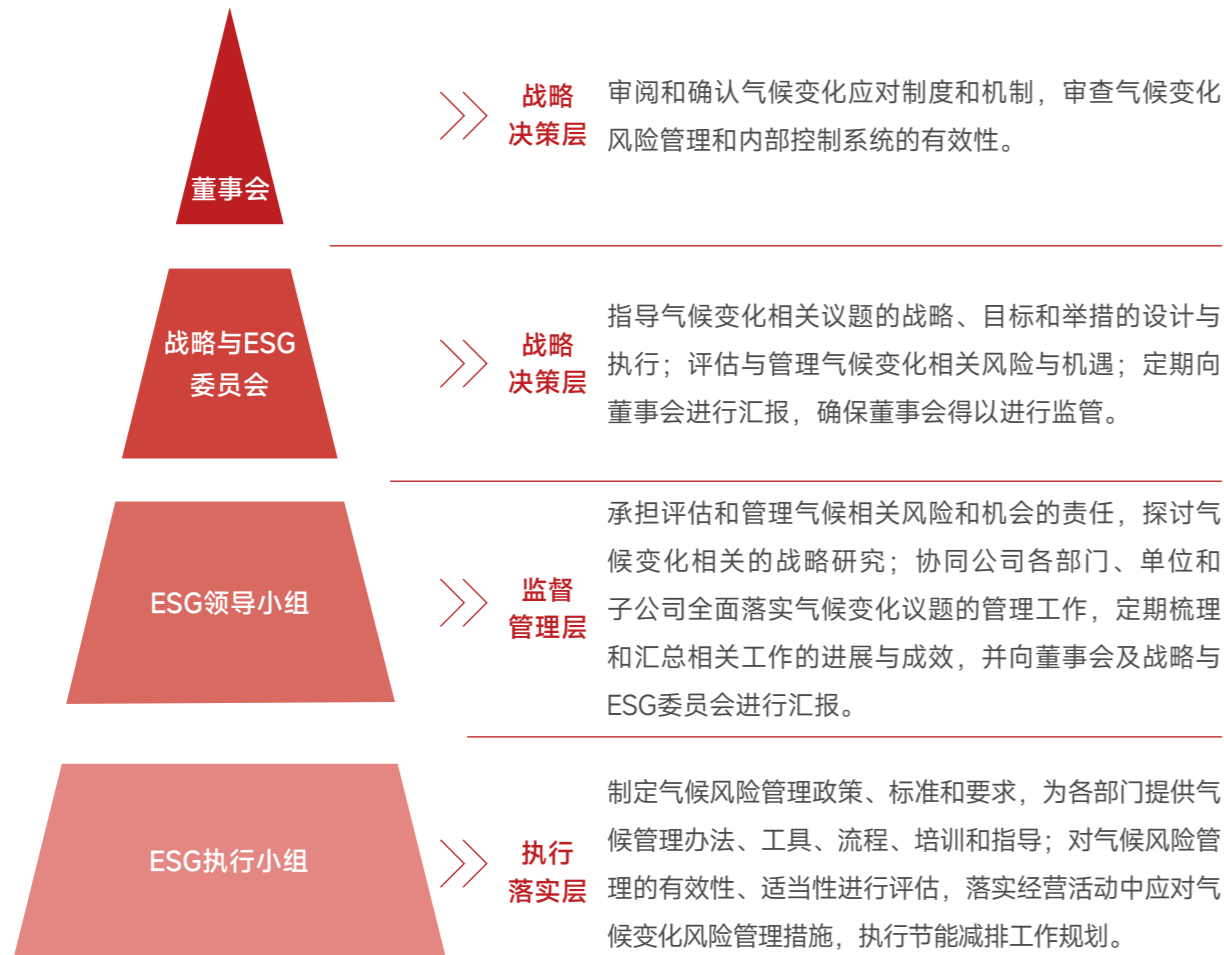 董事会
战略
决策层
审阅和确认气候变化应对制度和机制，审查气候变化
风险管理和内部控制系统的有效性。
战略与ESG
委员会
战略
决策层
指导气候变化相关议题的战略、目标和举措的设计与
执行；评估与管理气候变化相关风险与机遇；定期向
董事会进行汇报，确保董事会得以进行监管。
ESG领导小组
监督
管理层
承担评估和管理气候相关风险和机会的责任，探讨气
候变化相关的战略研究；协同公司各部门、单位和
子公司全面落实气候变化议题的管理工作，定期梳理
和汇总相关工作的进展与成效，并向董事会及战略与
ESG委员会进行汇报。
ESG执行小组
执行
落实层
制定气候风险管理政策、标准和要求，为各部门提供气
候管理办法、工具、流程、培训和指导；对气候风险管
理的有效性、适当性进行评估，落实经营活动中应对气
候变化风险管理措施，执行节能减排工作规划。